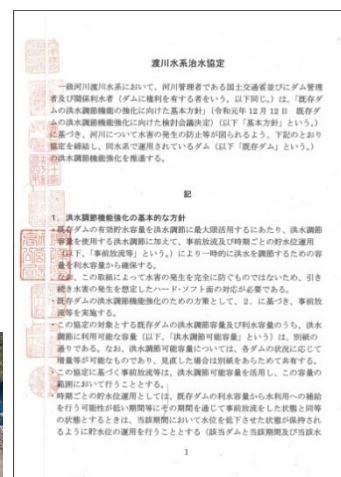 渡川水系治水協定
一級河川渡川水系において、河川管理者である国土交通省並びにダム管理
者及び関係利水者（ダムに権利を有する者をいう。以下同じ。）は、「既存ダ
ムの洪水調節機能の強化に向けた基本方針」（令和元年１２月１２日 既存ダ
ムの洪水調節機能強化に向けた検討会議決定）（以下「基本方針」という。）
に基づき、河川について水害の発生の防止等が図られるよう、下記のとおり
協定を締結し、同水系で運用されているダム（以下「既存ダム」という。）
の洪水調節機能強化を推進する。
記
１．洪水調節機能強化の基本的な方針
・既存ダムの有効貯水容量を洪水調節に最大限活用するにあたり、洪水調節
容量を使用する洪水調節に加えて、事前放流及び時期ごとの貯水位運用
（以下、「事前放流等」という。）により一時的に洪水を調節するための容
量を利水容量から確保する。
なお、この取組によって水害の発生を完全に防ぐものではないため、引き
続き水害の発生を想定したハード・ソフト面の対応が必要である。
・既存ダムの洪水調節機能強化のための方策として、２．に基づき、事前放
流等を実施する。
・この協定の対象とする既存ダムの洪水調節容量及び利水容量のうち、洪水
調節に利用可能な容量（以下、「洪水調節可能容量」という）は、別紙の
通りである。なお、洪水調節可能容量については、各ダムの状況に応じて
増量等が可能なものであり、見直した場合は別紙をあらためて共有する。
・この協定に基づく事前放流等は、洪水調節可能容量を活用し、この容量の
範囲において行うこととする。
・時期ごとの貯水位運用としては、既存ダムの利水容量から水利用への補給
を行う可能性が低い期間等にその期間を通じて事前放流をした状態と同等
の状態とするときは、当該期間において水位を低下させた状態が保持され
るように貯水位の運用を行うこととする（該当ダムと当該期間及び当該水
1